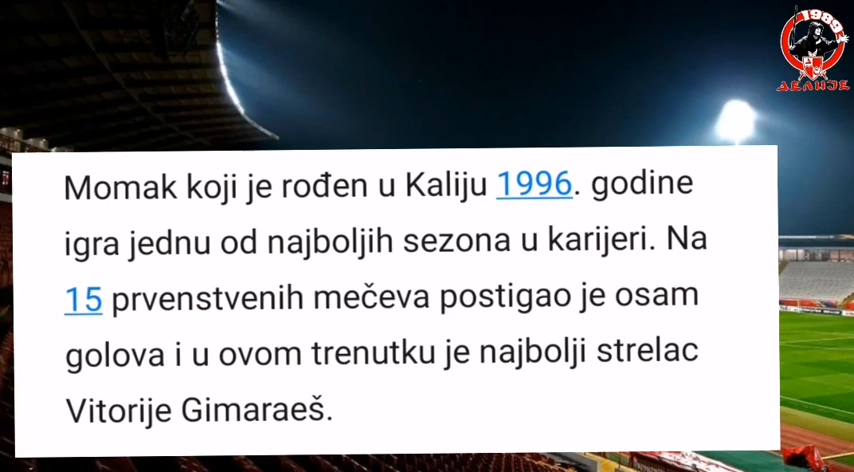 1989
ДЕЛИЈЕ
Momak koji je rođen u Kaliju 1996. godine
igra jednu od najboljih sezona u karijeri. Na
15 prvenstvenih mečeva postigao je osam
golova i u ovom trenutku je najbolji strelac
Vitorije Gimaraeš.